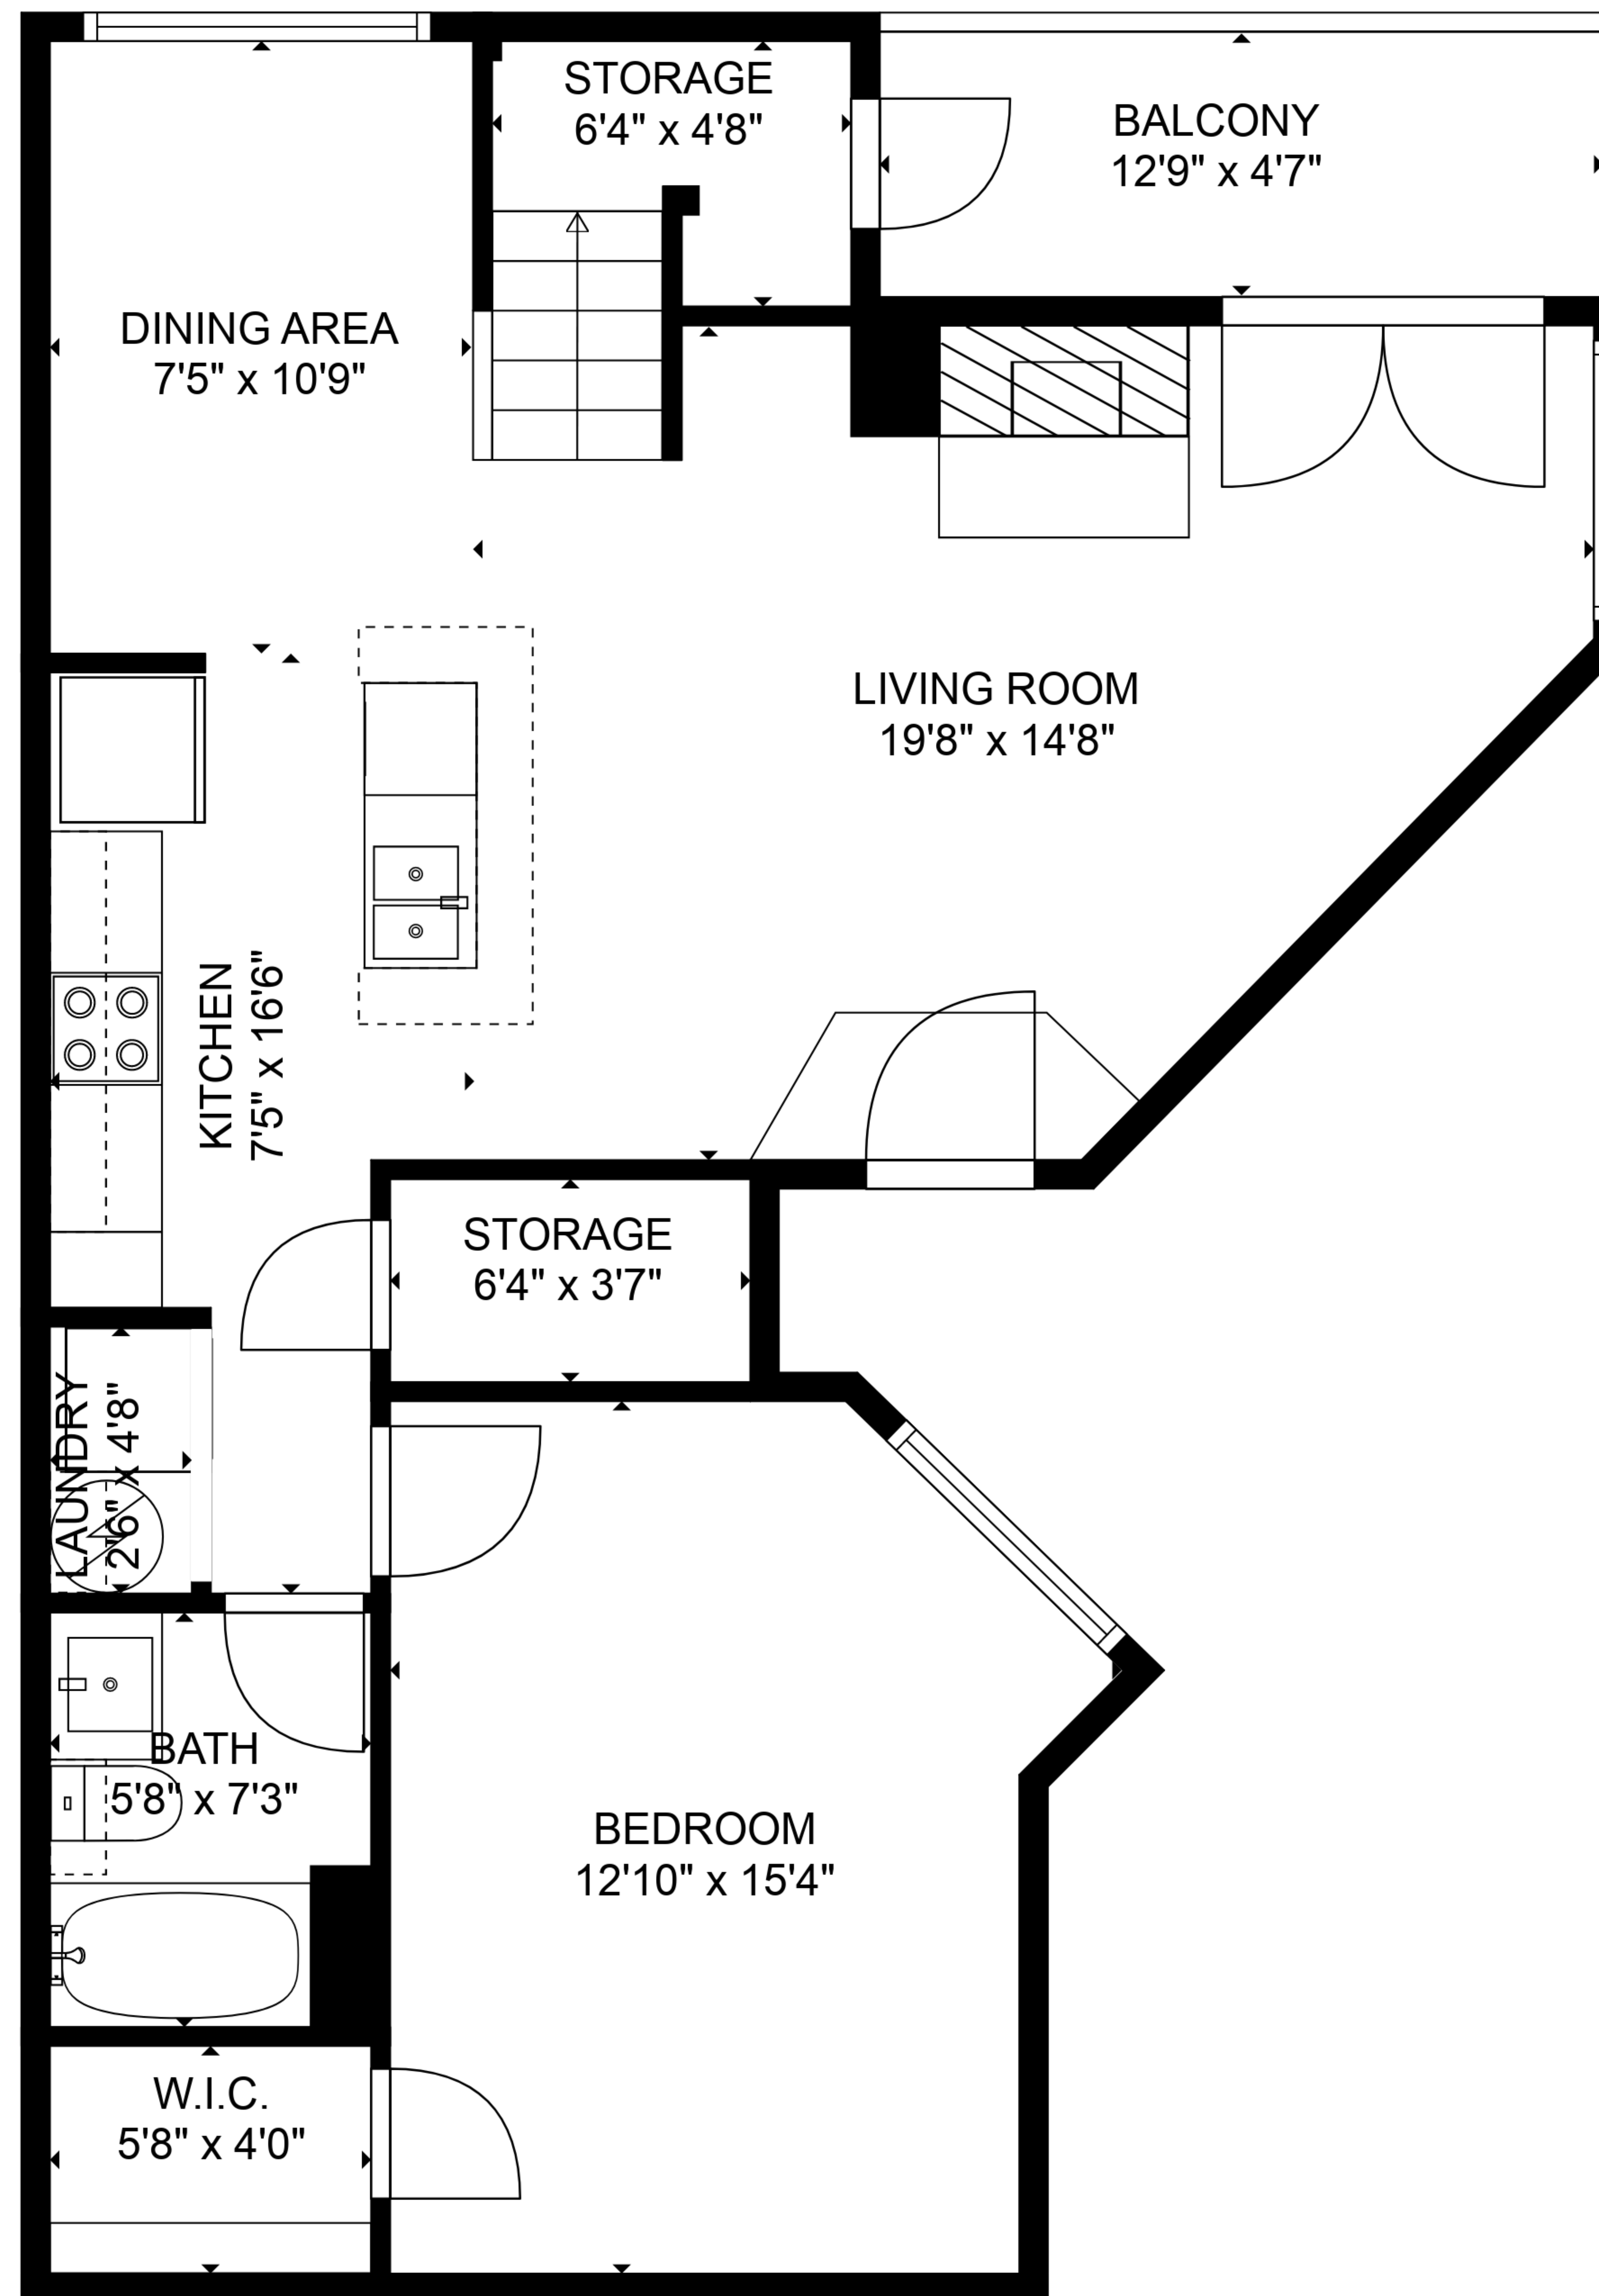 STORAGE
6'4" x 4'8"
BALCONY
12'9" x 4'7"
DINING AREA
7'5" x 10'9"
LIVING ROOM
19'8" x 14'8"
KITCHEN
7'5" x 16'6"
STORAGE
6'4" x 3'7"
LAUNDRY
2'6" x 4'8"
BATH
5'8" x 7'3"
BEDROOM
12'10" x 15'4"
W.I.C.
5'8" x 4'0"